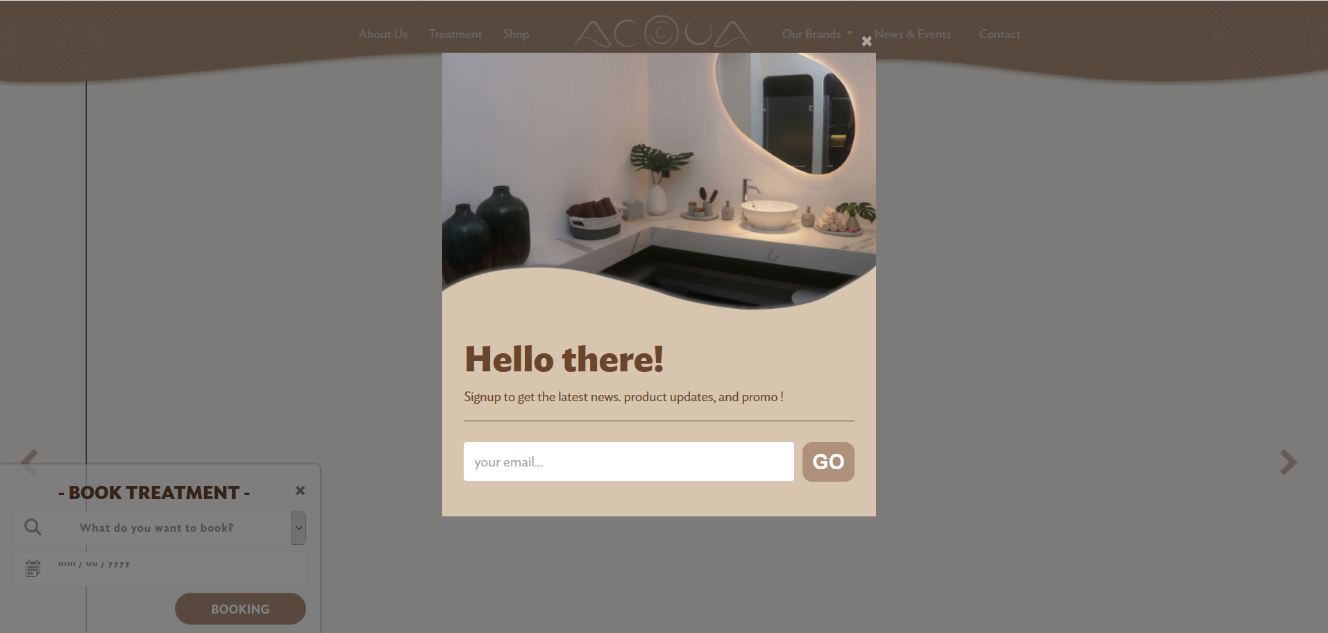 About Us Treatment Shop ACQUA Our Brands News & Events Contact
Hello there!
Signup to get the latest news. product updates, and promo !
your email...
GO
- BOOK TREATMENT -
What do you want to book?
mm / dd / yyyy
BOOKING